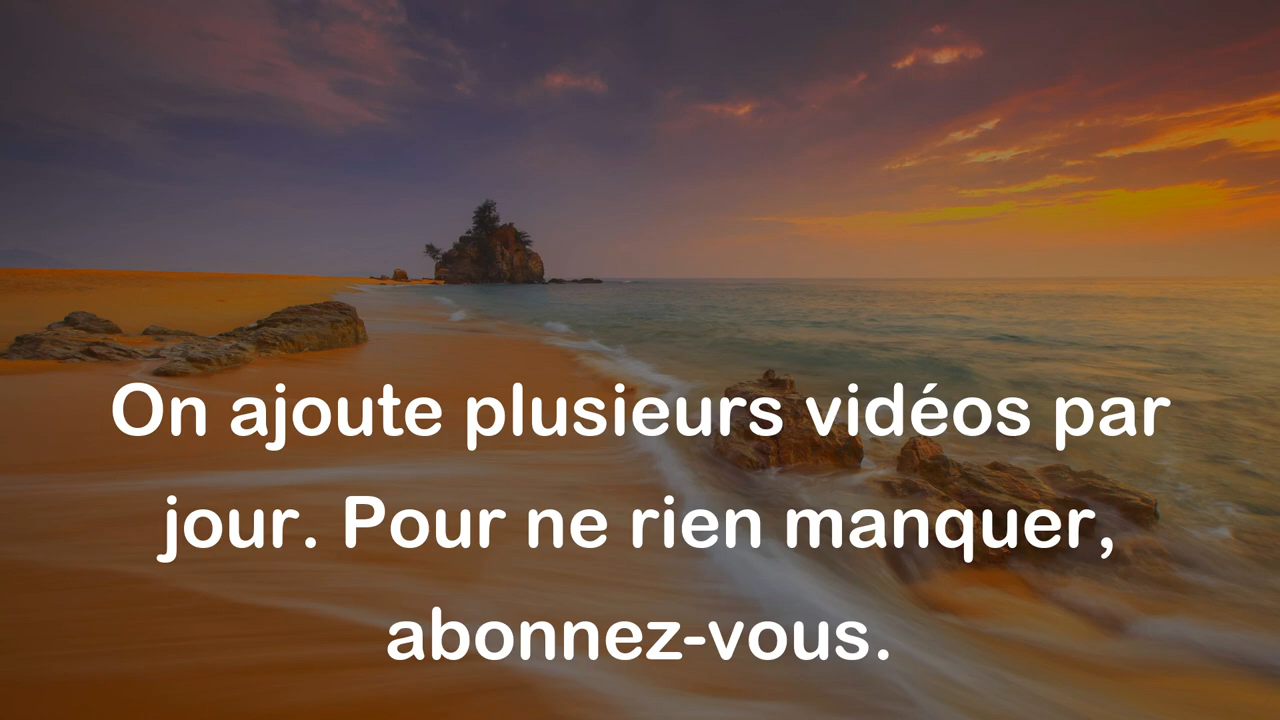 On ajoute plusieurs vidéos par
jour. Pour ne rien manquer,
abonnez-vous.